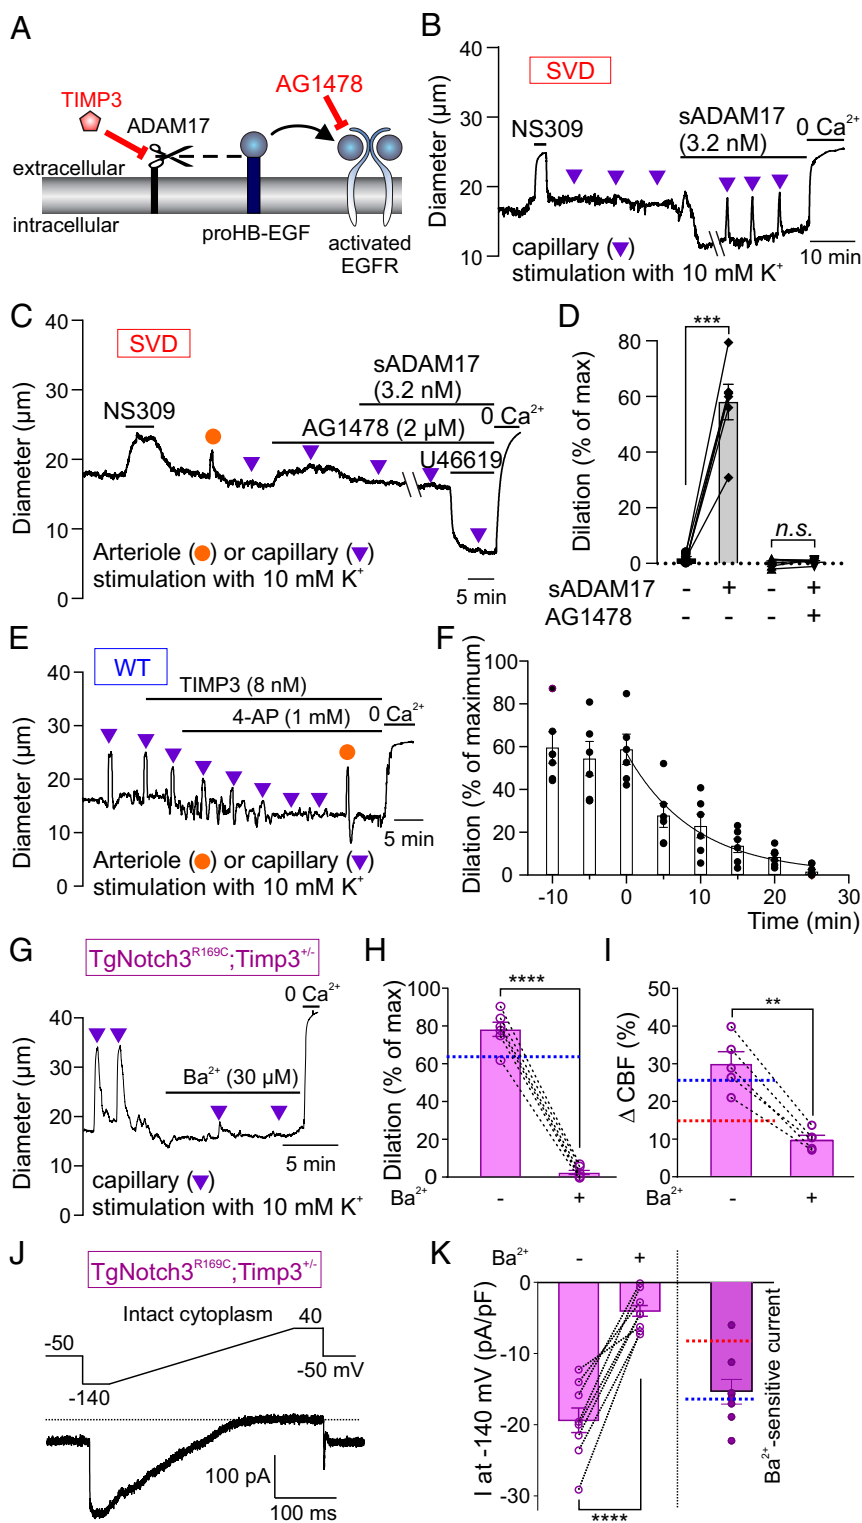 A
TIMP3
ADAM17
AG1478
extracellular
intracellular
proHB-EGF
activated
EGFR
B
SVD
Diameter (µm)
30
20
10
NS309
sADAM17
(3.2 nM)
0 Ca²⁺
capillary (▼)
stimulation with 10 mM K⁺
10 min
C
SVD
Diameter (µm)
40
30
20
10
0
NS309
sADAM17
(3.2 nM)
0 Ca²⁺
AG1478 (2 µM)
U46619
Arteriole (●) or capillary (▼)
stimulation with 10 mM K⁺
5 min
D
Dilation (% of max)
80
60
40
20
0
***
n.s.
sADAM17 - + - +
AG1478 - - - +
E
WT
Diameter (µm)
40
30
20
10
0
TIMP3 (8 nM)
4-AP (1 mM)
0 Ca²⁺
5 min
Arteriole (●) or capillary (▼)
stimulation with 10 mM K⁺
F
Dilation (% of maximum)
100
80
60
40
20
0
-10 0 10 20 30
Time (min)
G
TgNotch3R169C;Timp3+/-
Diameter (µm)
40
30
20
10
0
0 Ca²⁺
Ba²⁺ (30 µM)
5 min
capillary (▼)
stimulation with 10 mM K⁺
H
Dilation (% of max)
100
80
60
40
20
0
****
Ba²⁺ - +
I
Δ CBF (%)
50
40
30
20
10
0
**
Ba²⁺ - +
J
TgNotch3R169C;Timp3+/-
Intact cytoplasm
40
-50
-50 mV
-140
100 pA
100 ms
K
Ba²⁺ - +
I at -140 mV (pA/pF)
0
-10
-20
-30
****
Ba²⁺-sensitive current